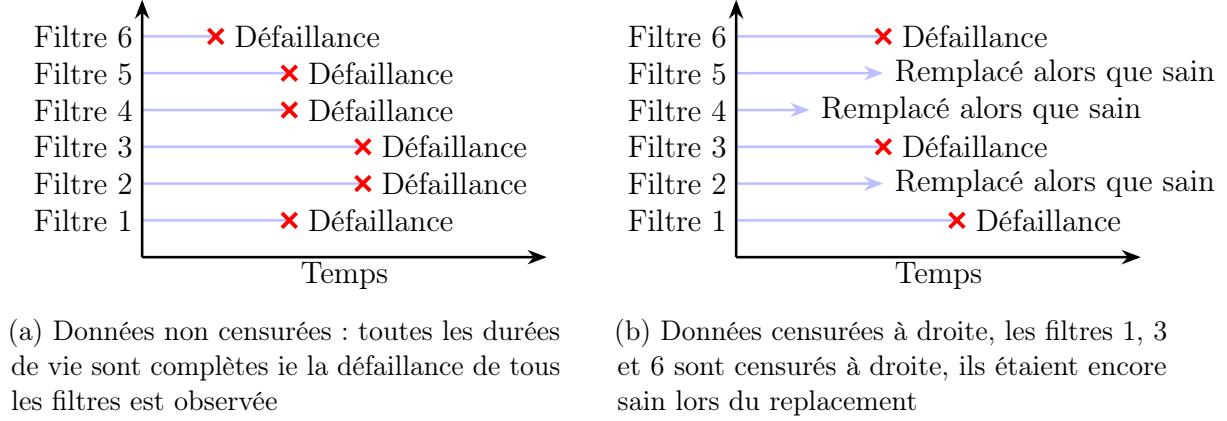 Filtre 6 Défaillance
Filtre 5 Défaillance
Filtre 4 Défaillance
Filtre 3 Défaillance
Filtre 2 Défaillance
Filtre 1 Défaillance
Temps
(a) Données non censurées : toutes les durées
de vie sont complètes ie la défaillance de tous
les filtres est observée
Filtre 6 Défaillance
Filtre 5 Remplacé alors que sain
Filtre 4 Remplacé alors que sain
Filtre 3 Défaillance
Filtre 2 Remplacé alors que sain
Filtre 1 Défaillance
Temps
(b) Données censurées à droite, les filtres 1, 3
et 6 sont censurés à droite, ils étaient encore
sain lors du replacement